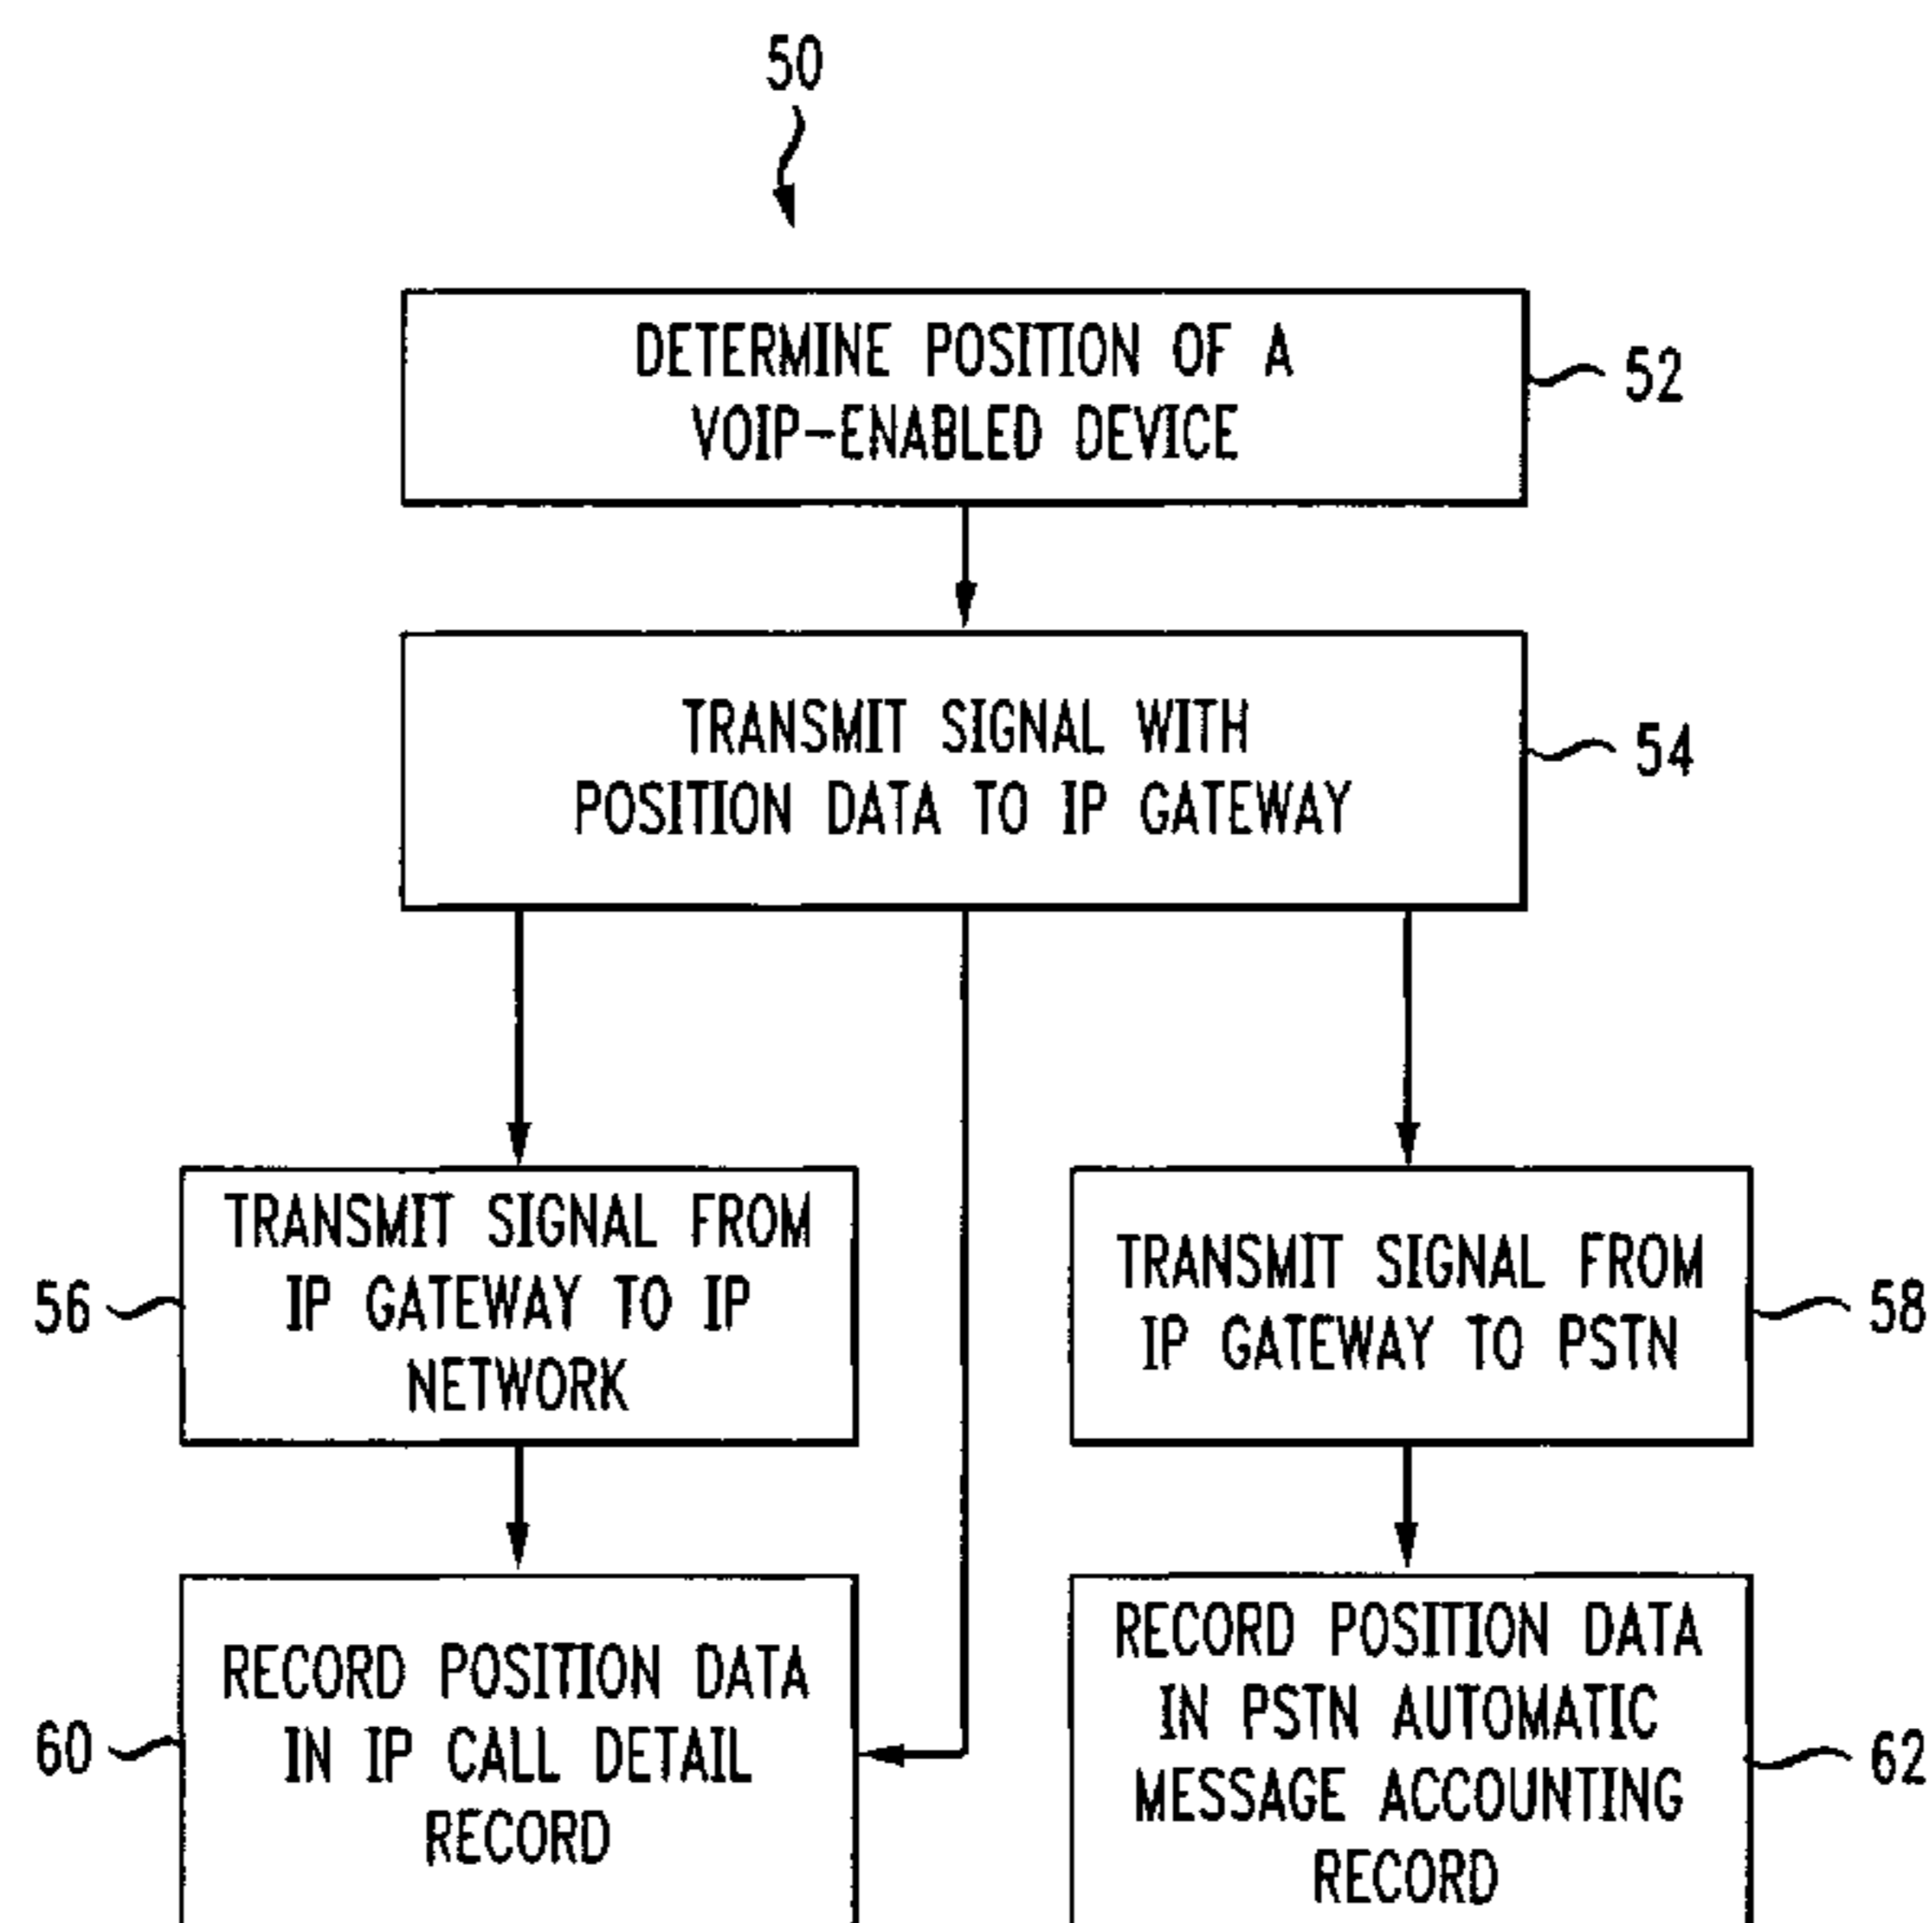 50
DETERMINE POSITION OF A
VOIP-ENABLED DEVICE
52
TRANSMIT SIGNAL WITH
POSITION DATA TO IP GATEWAY
54
TRANSMIT SIGNAL FROM
IP GATEWAY TO IP
NETWORK
56
TRANSMIT SIGNAL FROM
IP GATEWAY TO PSTN
58
RECORD POSITION DATA
IN IP CALL DETAIL
RECORD
60
RECORD POSITION DATA
IN PSTN AUTOMATIC
MESSAGE ACCOUNTING
RECORD
62